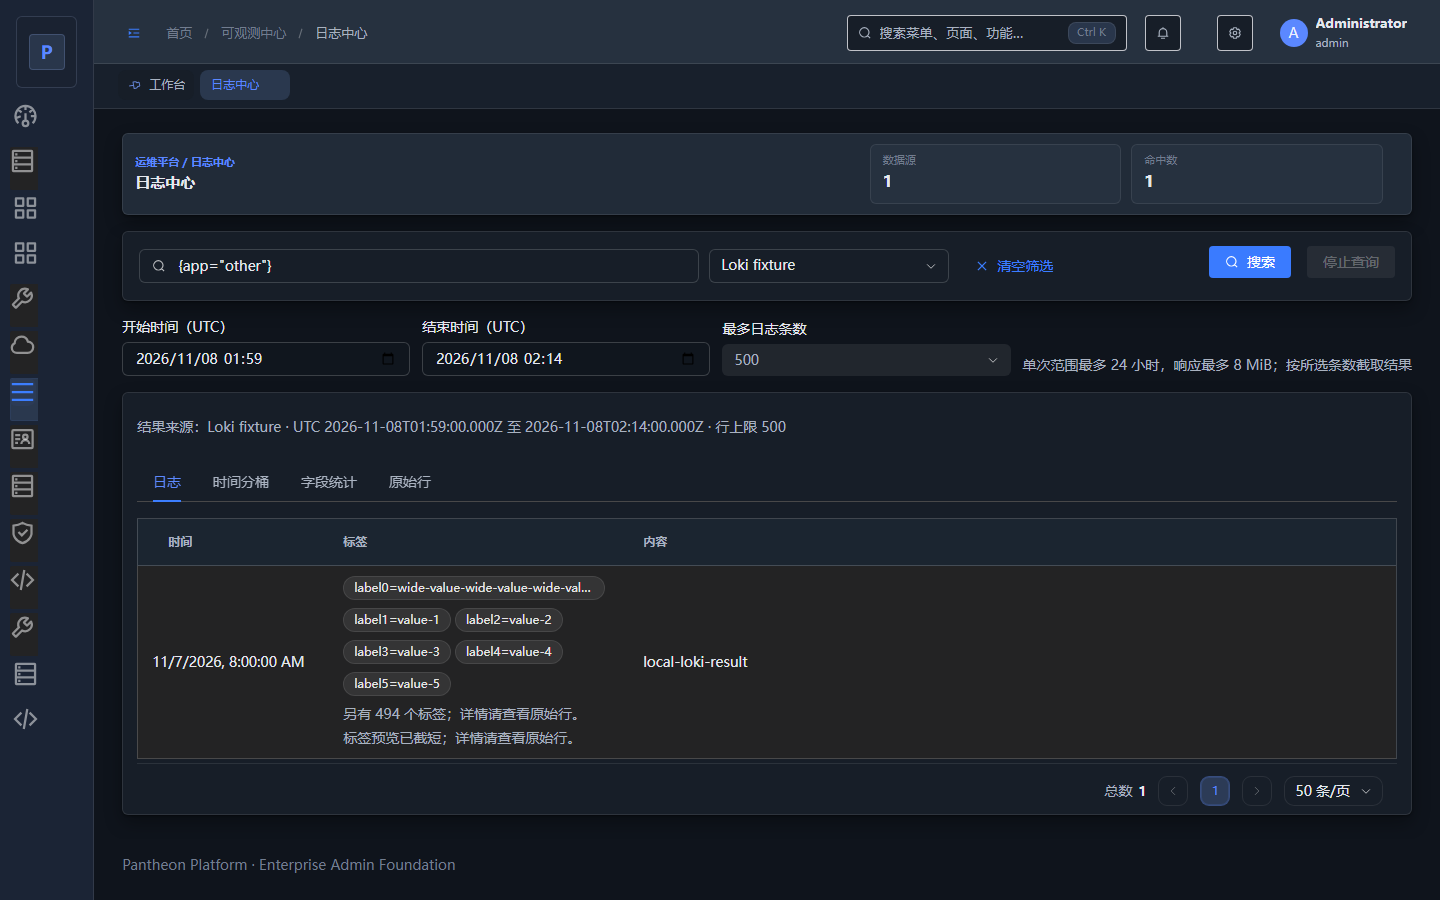 P
首页 / 可观测中心 / 日志中心
搜索菜单、页面、功能... Ctrl K
A
Administrator
admin
工作台
日志中心
运维平台 / 日志中心
日志中心
数据源
1
命中数
1
{app="other"}
Loki fixture
清空筛选
搜索
停止查询
开始时间（UTC）
2026/11/08 01:59
结束时间（UTC）
2026/11/08 02:14
最多日志条数
500
单次范围最多 24 小时，响应最多 8 MiB；按所选条数截取结果
结果来源：Loki fixture · UTC 2026-11-08T01:59:00.000Z 至 2026-11-08T02:14:00.000Z · 行上限 500
日志 时间分桶 字段统计 原始行
时间 标签 内容
11/7/2026, 8:00:00 AM
label0=wide-value-wide-value-wide-val...
label1=value-1 label2=value-2
label3=value-3 label4=value-4
label5=value-5
另有 494 个标签；详情请查看原始行。
标签预览已截短；详情请查看原始行。
local-loki-result
总数 1
1
50 条/页
Pantheon Platform · Enterprise Admin Foundation